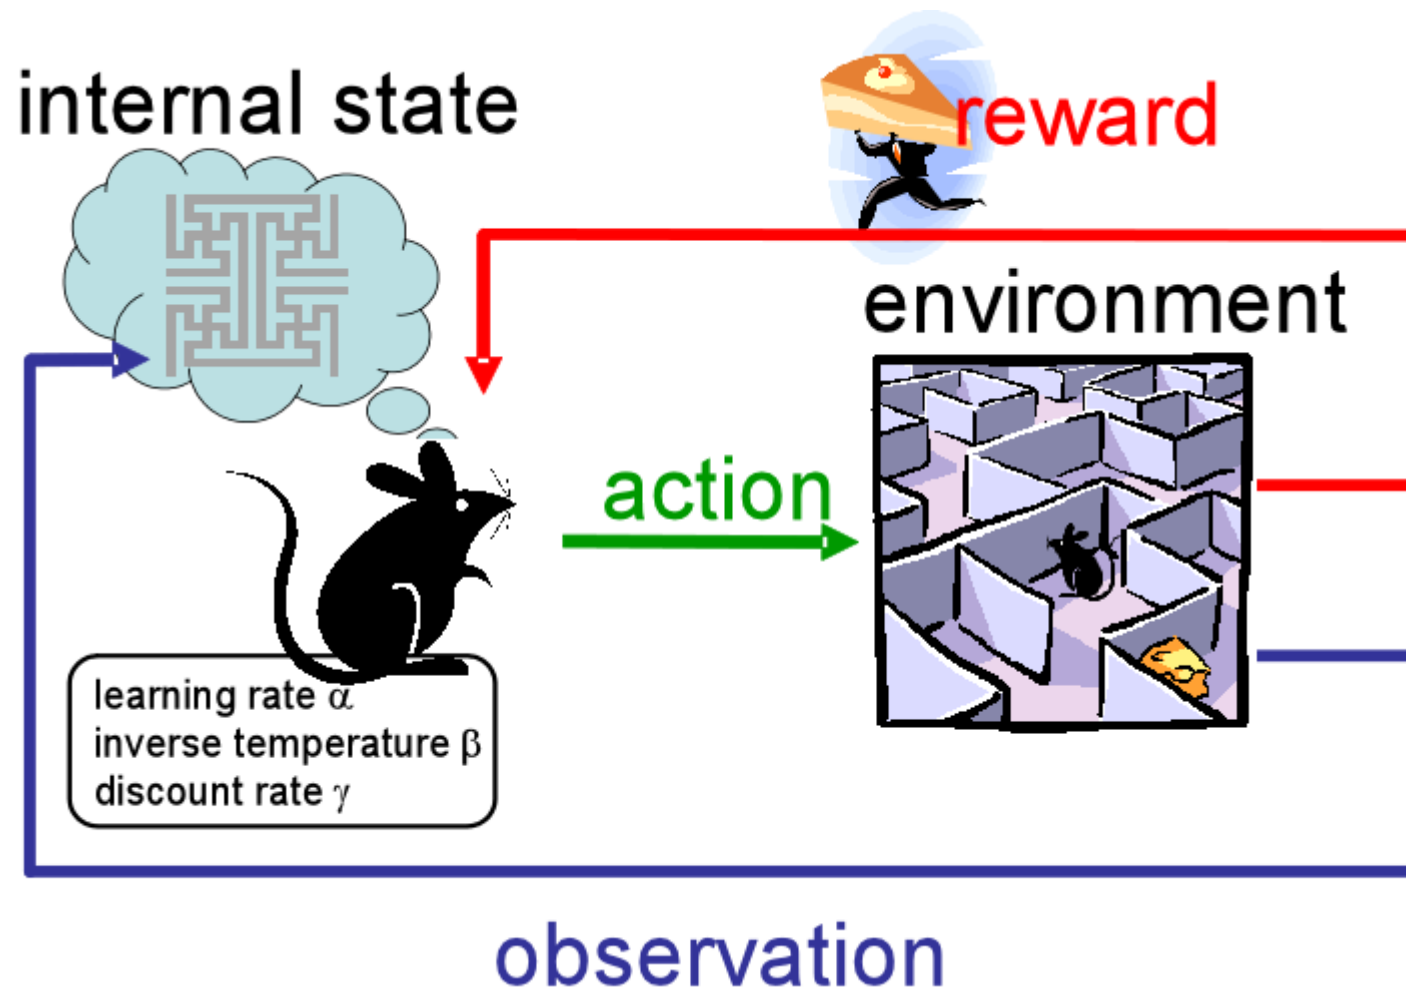 internal state
reward
environment
action
learning rate α
inverse temperature β
discount rate γ
observation